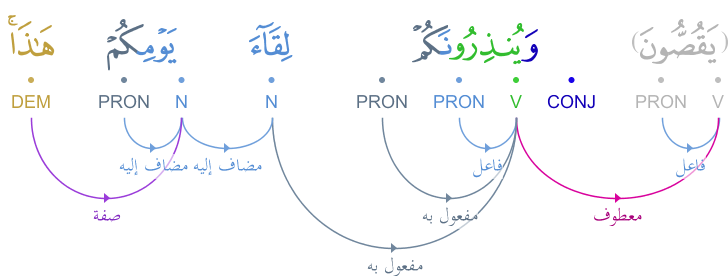 (يَقُصُّونَ) وَيُنذِرُونَكُمْ لِقَآءَ يَوْمِكُمْ هَٰذَا ۚ
V PRON CONJ V PRON PRON N N PRON DEM
فاعل فاعل مضاف إليه مضاف إليه
معطوف مفعول به صفة
مفعول به